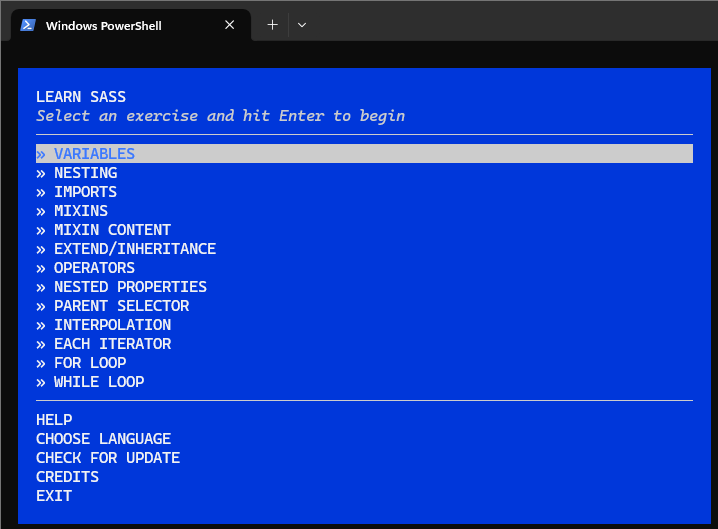 Windows PowerShell
LEARN SASS
Select an exercise and hit Enter to begin
» VARIABLES
» NESTING
» IMPORTS
» MIXINS
» MIXIN CONTENT
» EXTEND/INHERITANCE
» OPERATORS
» NESTED PROPERTIES
» PARENT SELECTOR
» INTERPOLATION
» EACH ITERATOR
» FOR LOOP
» WHILE LOOP
HELP
CHOOSE LANGUAGE
CHECK FOR UPDATE
CREDITS
EXIT